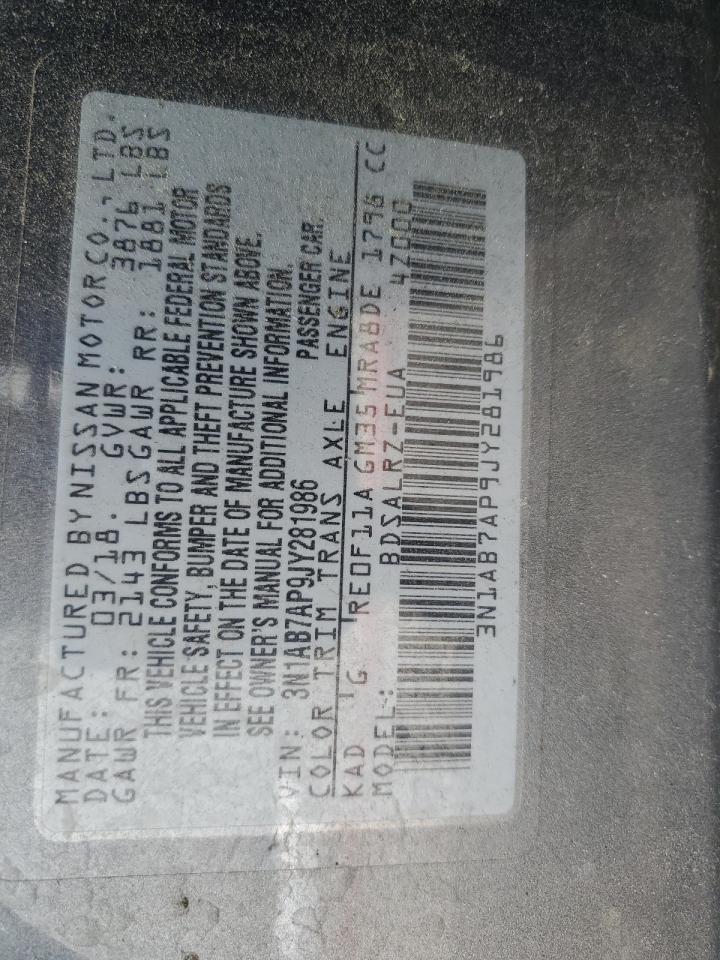 MANUFACTURED BY NISSAN MOTOR CO., LTD.
DATE: 03/18. GVWR: 3876 LBS
GAWR FR: 2143 LBS GAWR RR: 1881 LBS
THIS VEHICLE CONFORMS TO ALL APPLICABLE FEDERAL MOTOR
VEHICLE SAFETY, BUMPER AND THEFT PREVENTION STANDARDS
IN EFFECT ON THE DATE OF MANUFACTURE SHOWN ABOVE.
SEE OWNER'S MANUAL FOR ADDITIONAL INFORMATION.
VIN: 3N1AB7AP9JY281986 PASSENGER CAR.
COLOR TRIM TRANS AXLE ENGINE
KAD G RE0F11A GM35 MRA8DE 1796 CC
MODEL: BDSALRZ-EUA 4Z000
3N1AB7AP9JY281986